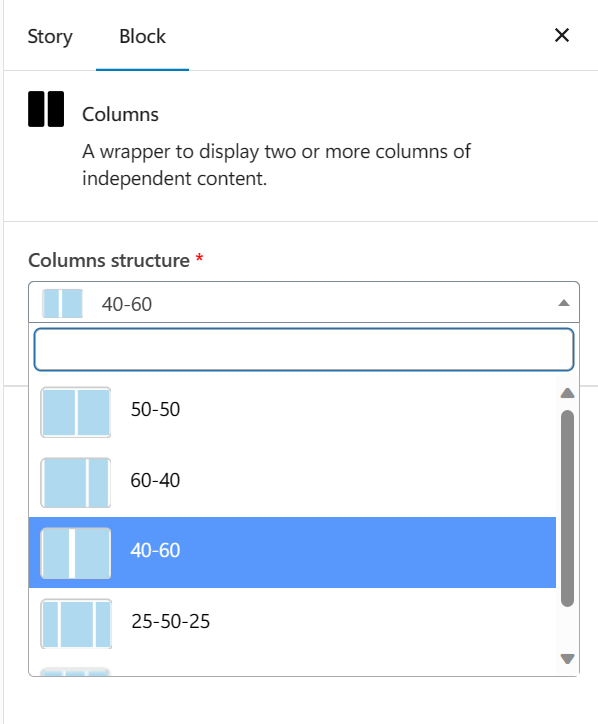 Story Block
Columns
A wrapper to display two or more columns of
independent content.
Columns structure *
40-60
50-50
60-40
40-60
25-50-25